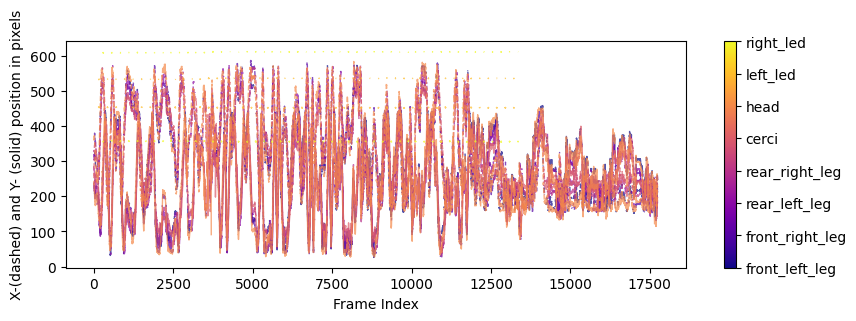 X-(dashed) and Y- (solid) position in pixels
600
500
400
300
200
100
0
0 2500 5000 7500 10000 12500 15000 17500
Frame Index
right_led
left_led
head
cerci
rear_right_leg
rear_left_leg
front_right_leg
front_left_leg